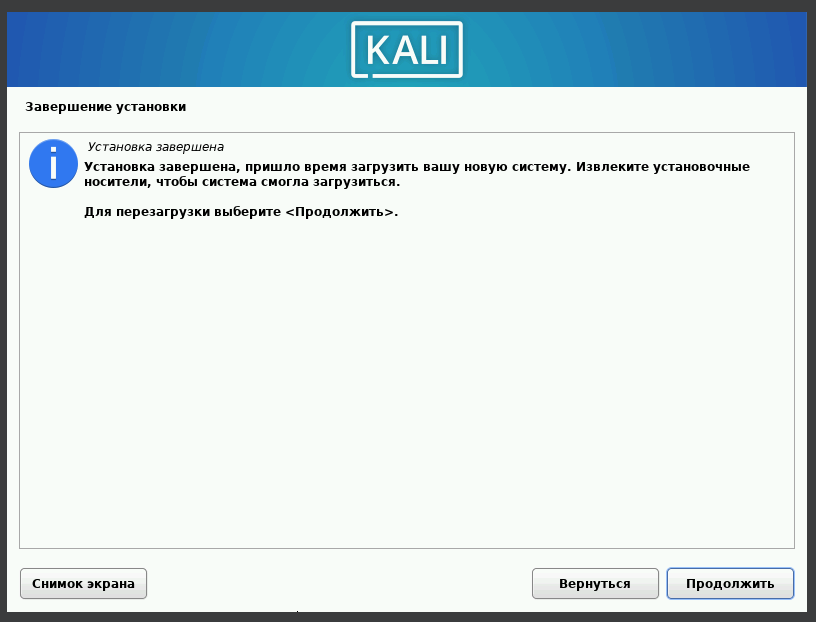 KALI
Завершение установки
Установка завершена
Установка завершена, пришло время загрузить вашу новую систему. Извлеките установочные
носители, чтобы система смогла загрузиться.
Для перезагрузки выберите <Продолжить>.
Снимок экрана
Вернуться
Продолжить